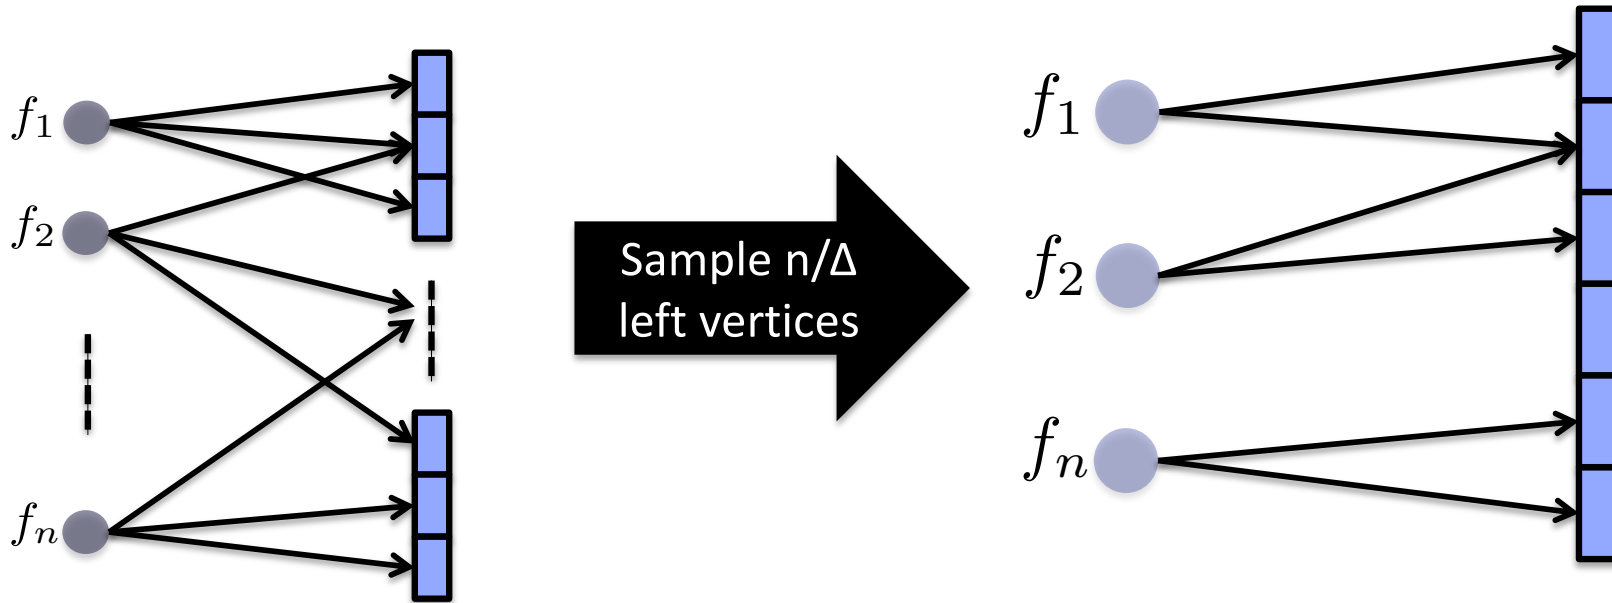 f₁
f₂
fₙ
Sample n/Δ
left vertices
f₁
f₂
fₙ